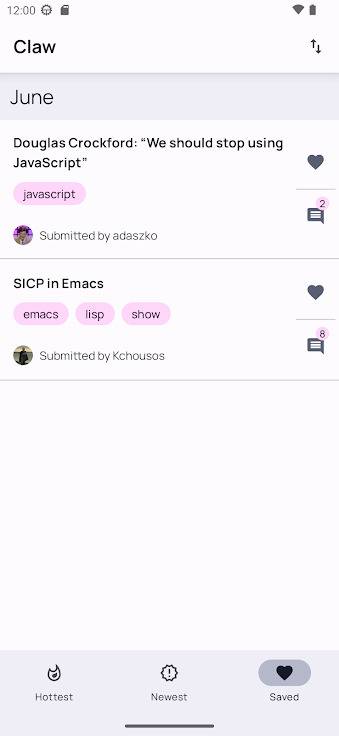 12:00
Claw
June
Douglas Crockford: “We should stop using
JavaScript”
javascript
2
Submitted by adaszko
SICP in Emacs
emacs lisp show
8
Submitted by Kchousos
Hottest Newest Saved